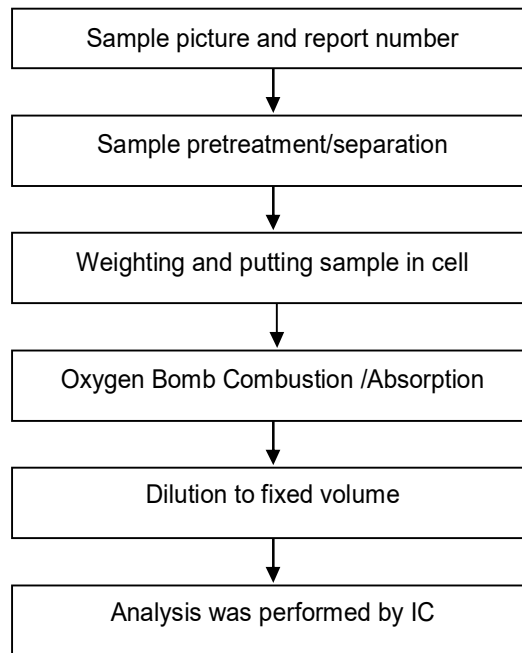 Sample picture and report number
Sample pretreatment/separation
Weighting and putting sample in cell
Oxygen Bomb Combustion /Absorption
Dilution to fixed volume
Analysis was performed by IC